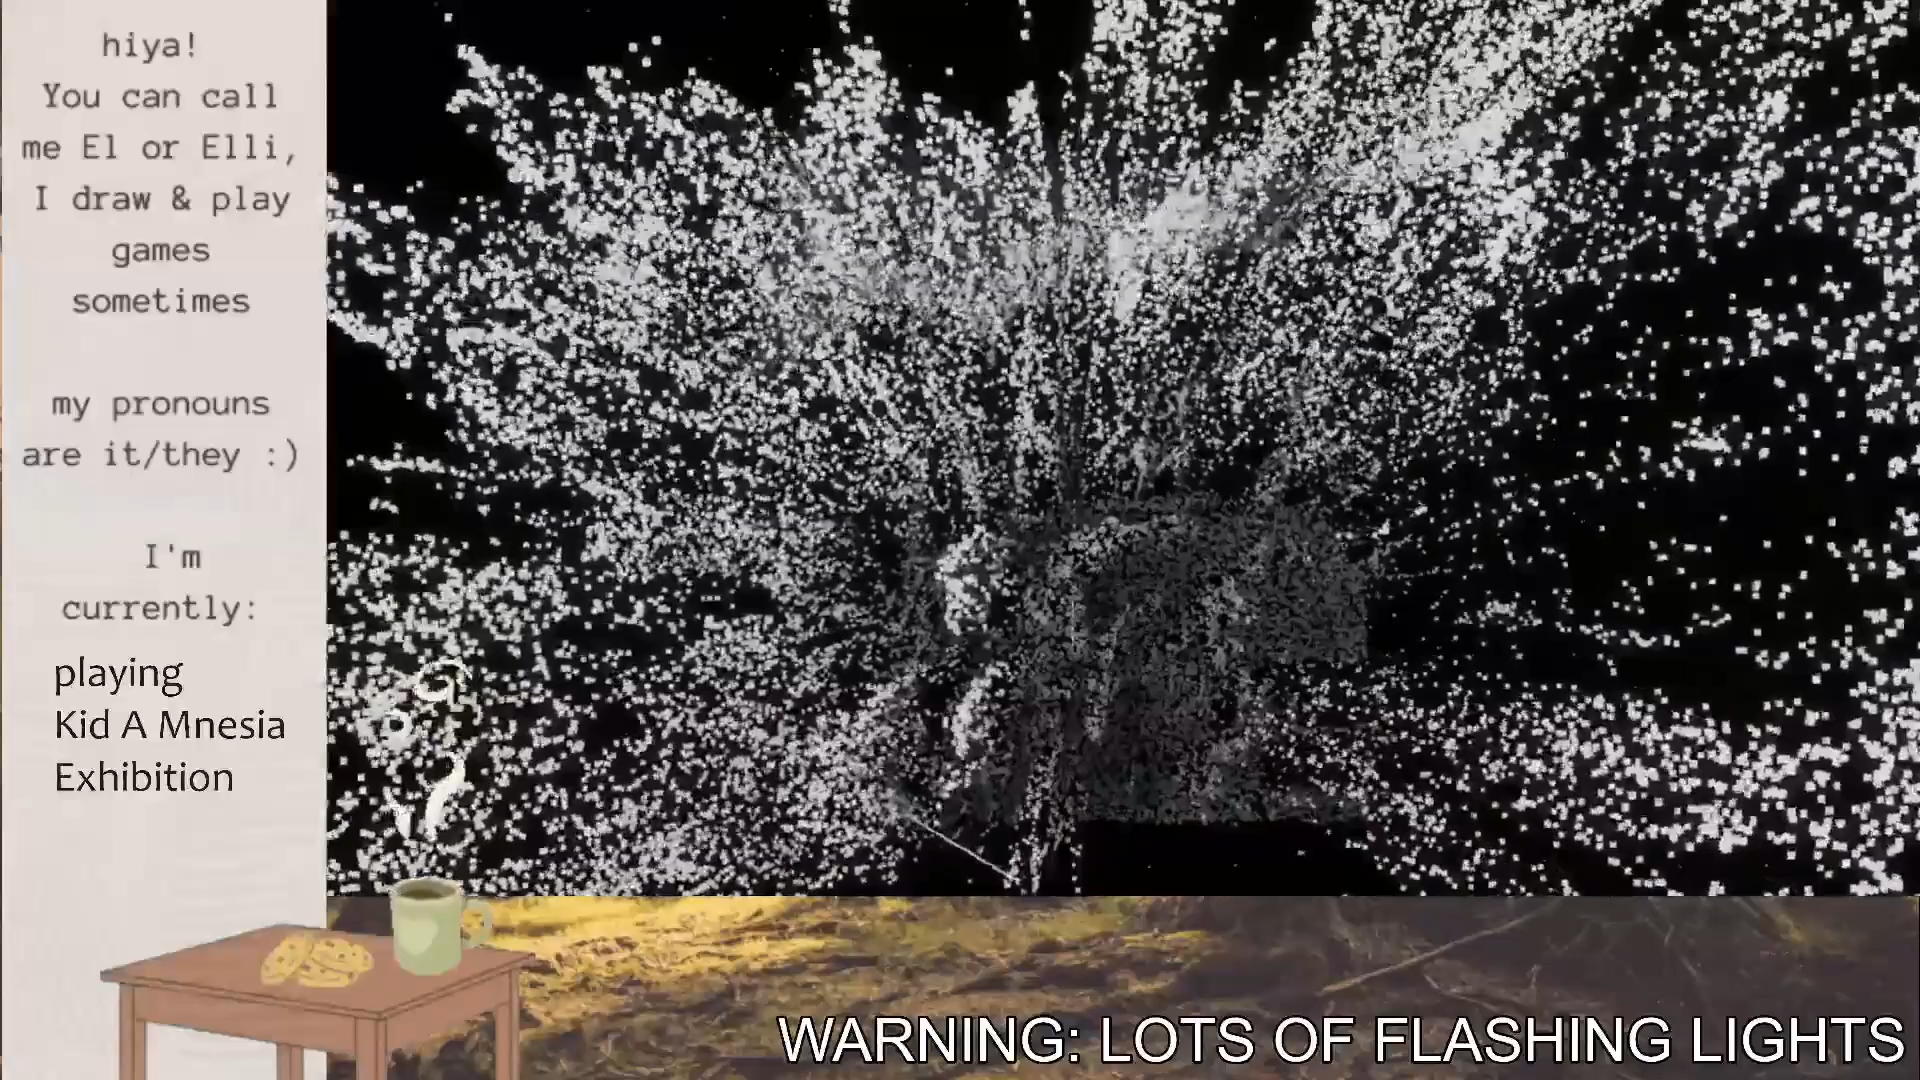 hiya!
You can call
me El or Elli,
I draw & play
games
sometimes
my pronouns
are it/they :)
I'm
currently:
playing
Kid A Mnesia
Exhibition
WARNING: LOTS OF FLASHING LIGHTS